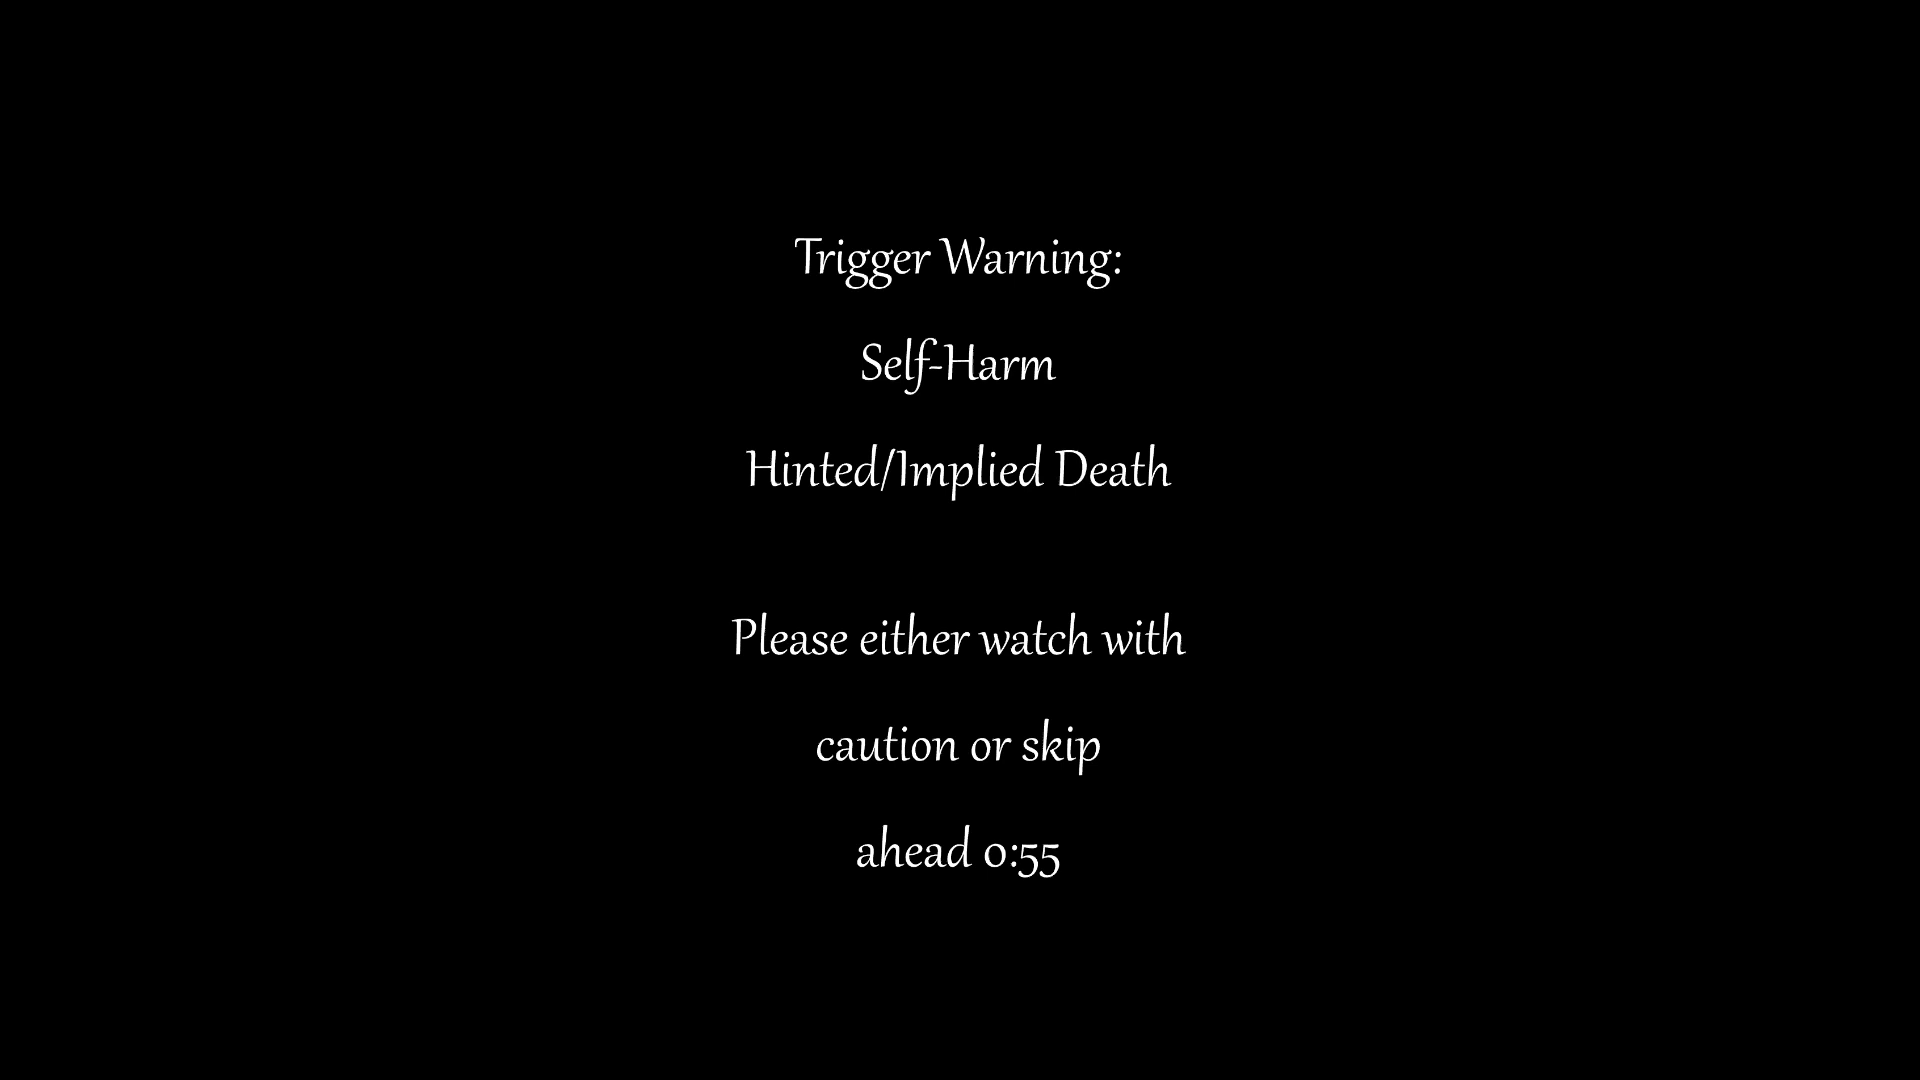 Trigger Warning:
Self-Harm
Hinted/Implied Death
Please either watch with
caution or skip
ahead 0:55